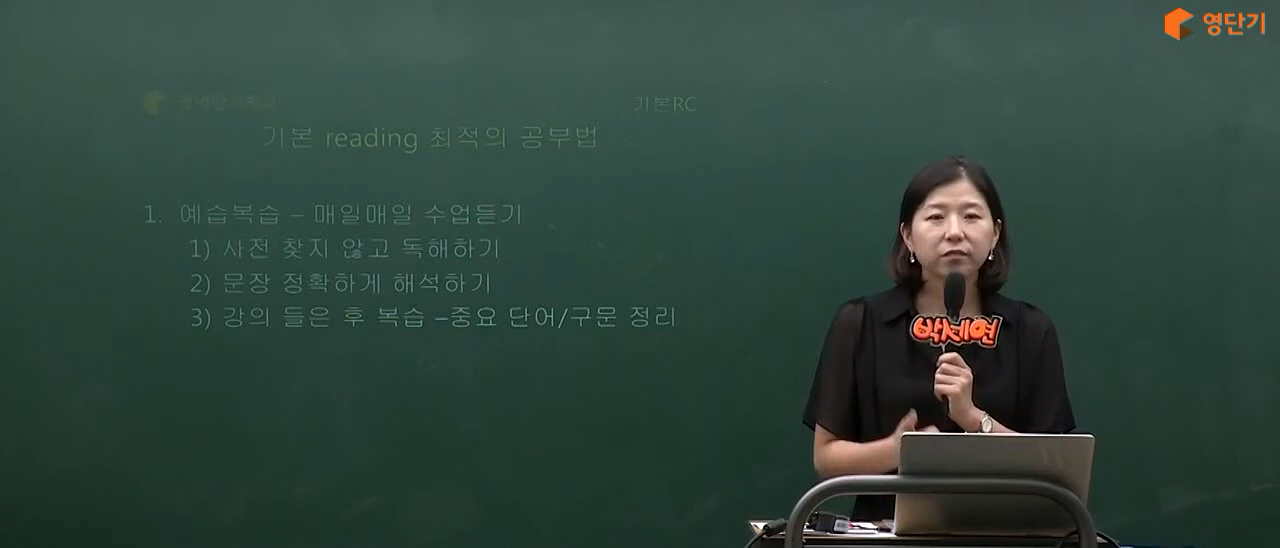 영단기
기본RC
기본 reading 최적의 공부법
1. 예습복습 – 매일매일 수업듣기
1) 사전 찾지 않고 독해하기
2) 문장 정확하게 해석하기
3) 강의 들은 후 복습 –중요 단어/구문 정리
박세연